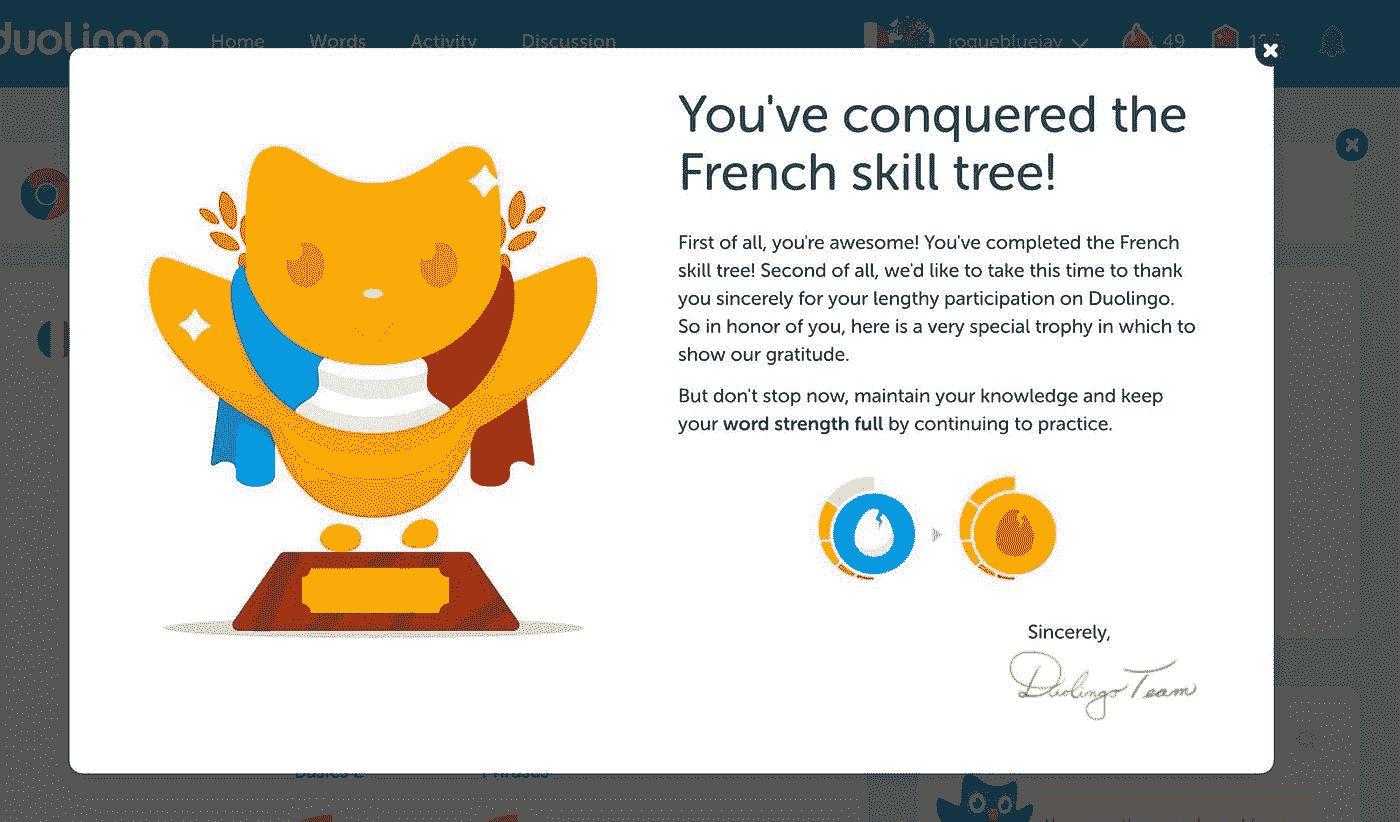 duolingo Home Words Activity Discussion roguebluejay 49
You've conquered the
French skill tree!
First of all, you're awesome! You've completed the French
skill tree! Second of all, we'd like to take this time to thank
you sincerely for your lengthy participation on Duolingo.
So in honor of you, here is a very special trophy in which to
show our gratitude.
But don't stop now, maintain your knowledge and keep
your word strength full by continuing to practice.
Sincerely,
Duolingo Team
Basics 2 Phrases